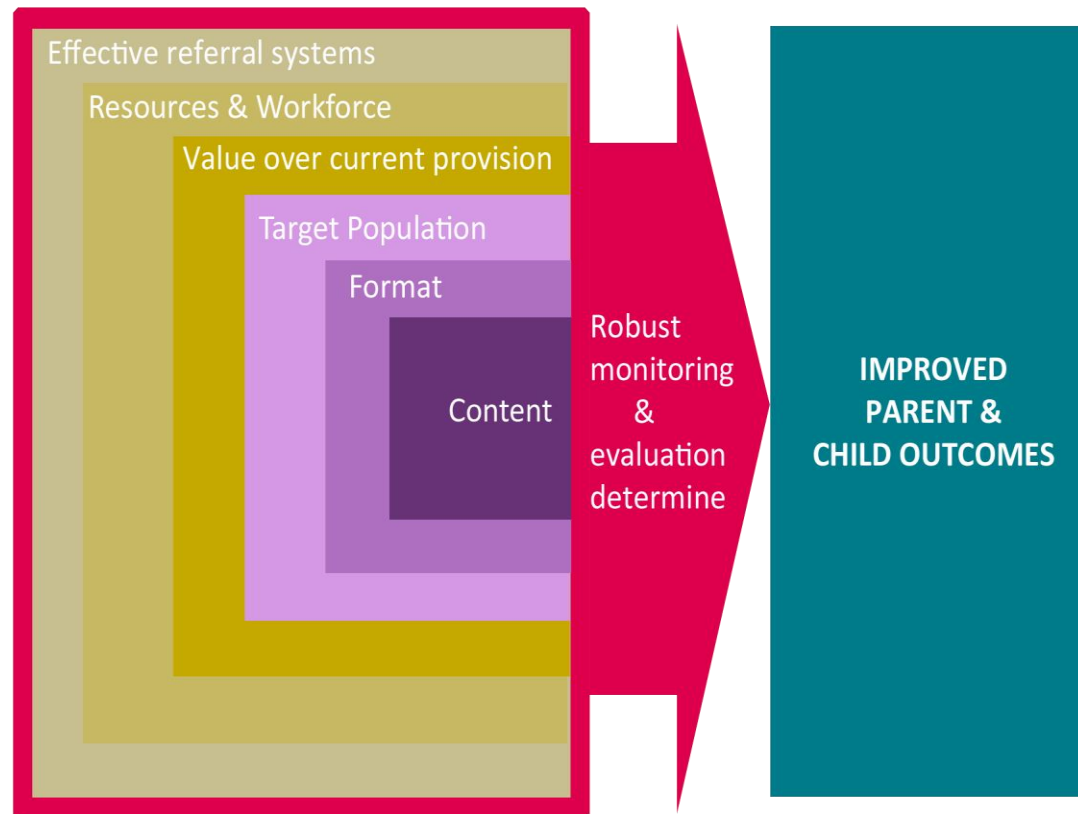 Effective referral systems
Resources & Workforce
Value over current provision
Target Population
Format
Content
Robust
monitoring
&
evaluation
determine
IMPROVED
PARENT &
CHILD OUTCOMES